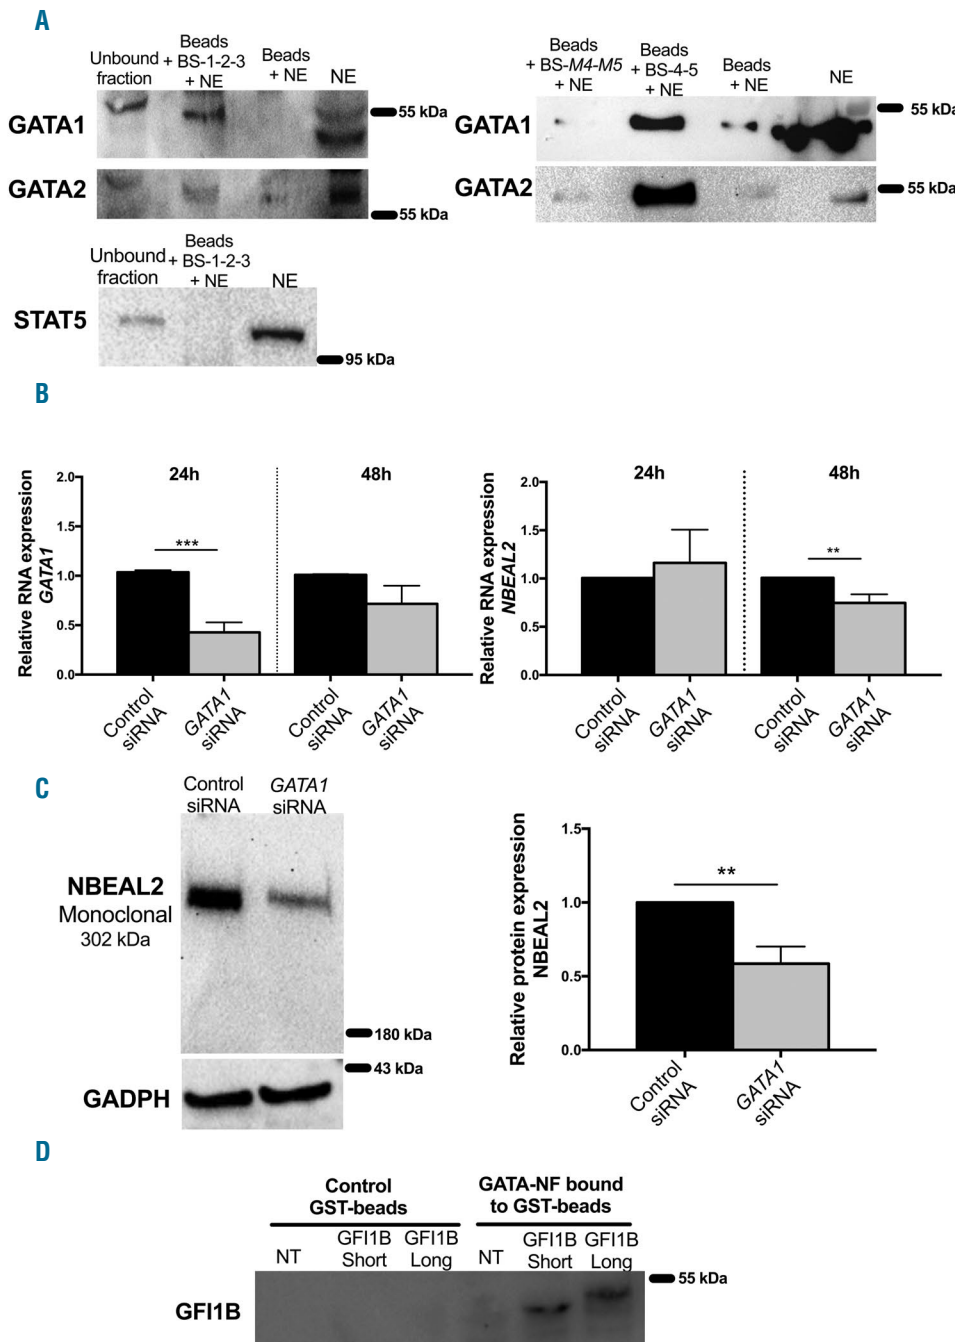 A
Unbound
fraction
Beads
+ BS-1-2-3
+ NE
Beads
+ NE
NE
GATA1
55 kDa
GATA2
55 kDa
Beads
+ BS-M4-M5
+ NE
Beads
+ BS-4-5
+ NE
Beads
+ NE
NE
GATA1
55 kDa
GATA2
55 kDa
Unbound
fraction
Beads
+ BS-1-2-3
+ NE
NE
STAT5
95 kDa
B
Relative RNA expression
GATA1
2.0
1.5
1.0
0.5
0.0
24h
48h
***
Control
siRNA
GATA1
siRNA
Control
siRNA
GATA1
siRNA
Relative RNA expression
NBEAL2
2.0
1.5
1.0
0.5
0.0
24h
48h
**
Control
siRNA
GATA1
siRNA
Control
siRNA
GATA1
siRNA
C
Control
siRNA
GATA1
siRNA
NBEAL2
Monoclonal
302 kDa
180 kDa
43 kDa
GADPH
Relative protein expression
NBEAL2
1.5
1.0
0.5
0.0
**
Control
siRNA
GATA1
siRNA
D
Control
GST-beads
GATA-NF bound
to GST-beads
NT
GFI1B
Short
GFI1B
Long
NT
GFI1B
Short
GFI1B
Long
55 kDa
GFI1B